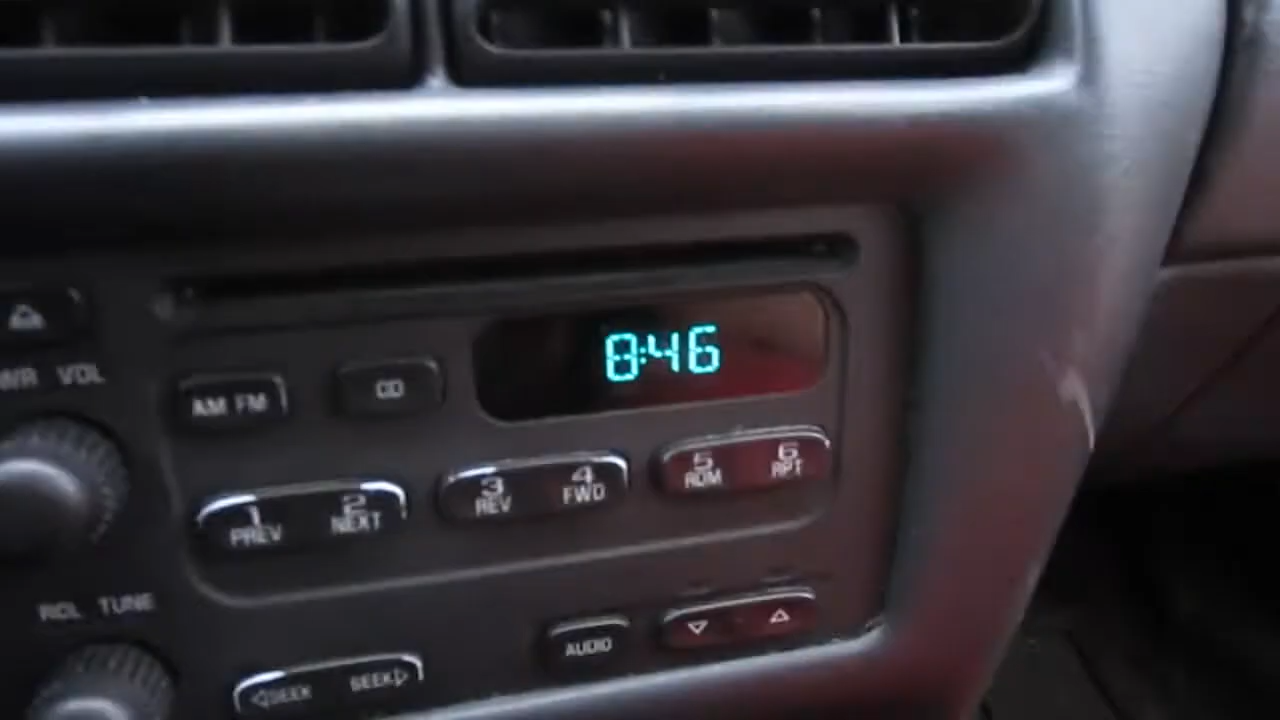 8:46
PWR VOL
AM FM
CD
1 PREV
2 NEXT
3 REV
4 FWD
5 RDM
6 RPT
RCL TUNE
AUDIO
SEEK
SEEK